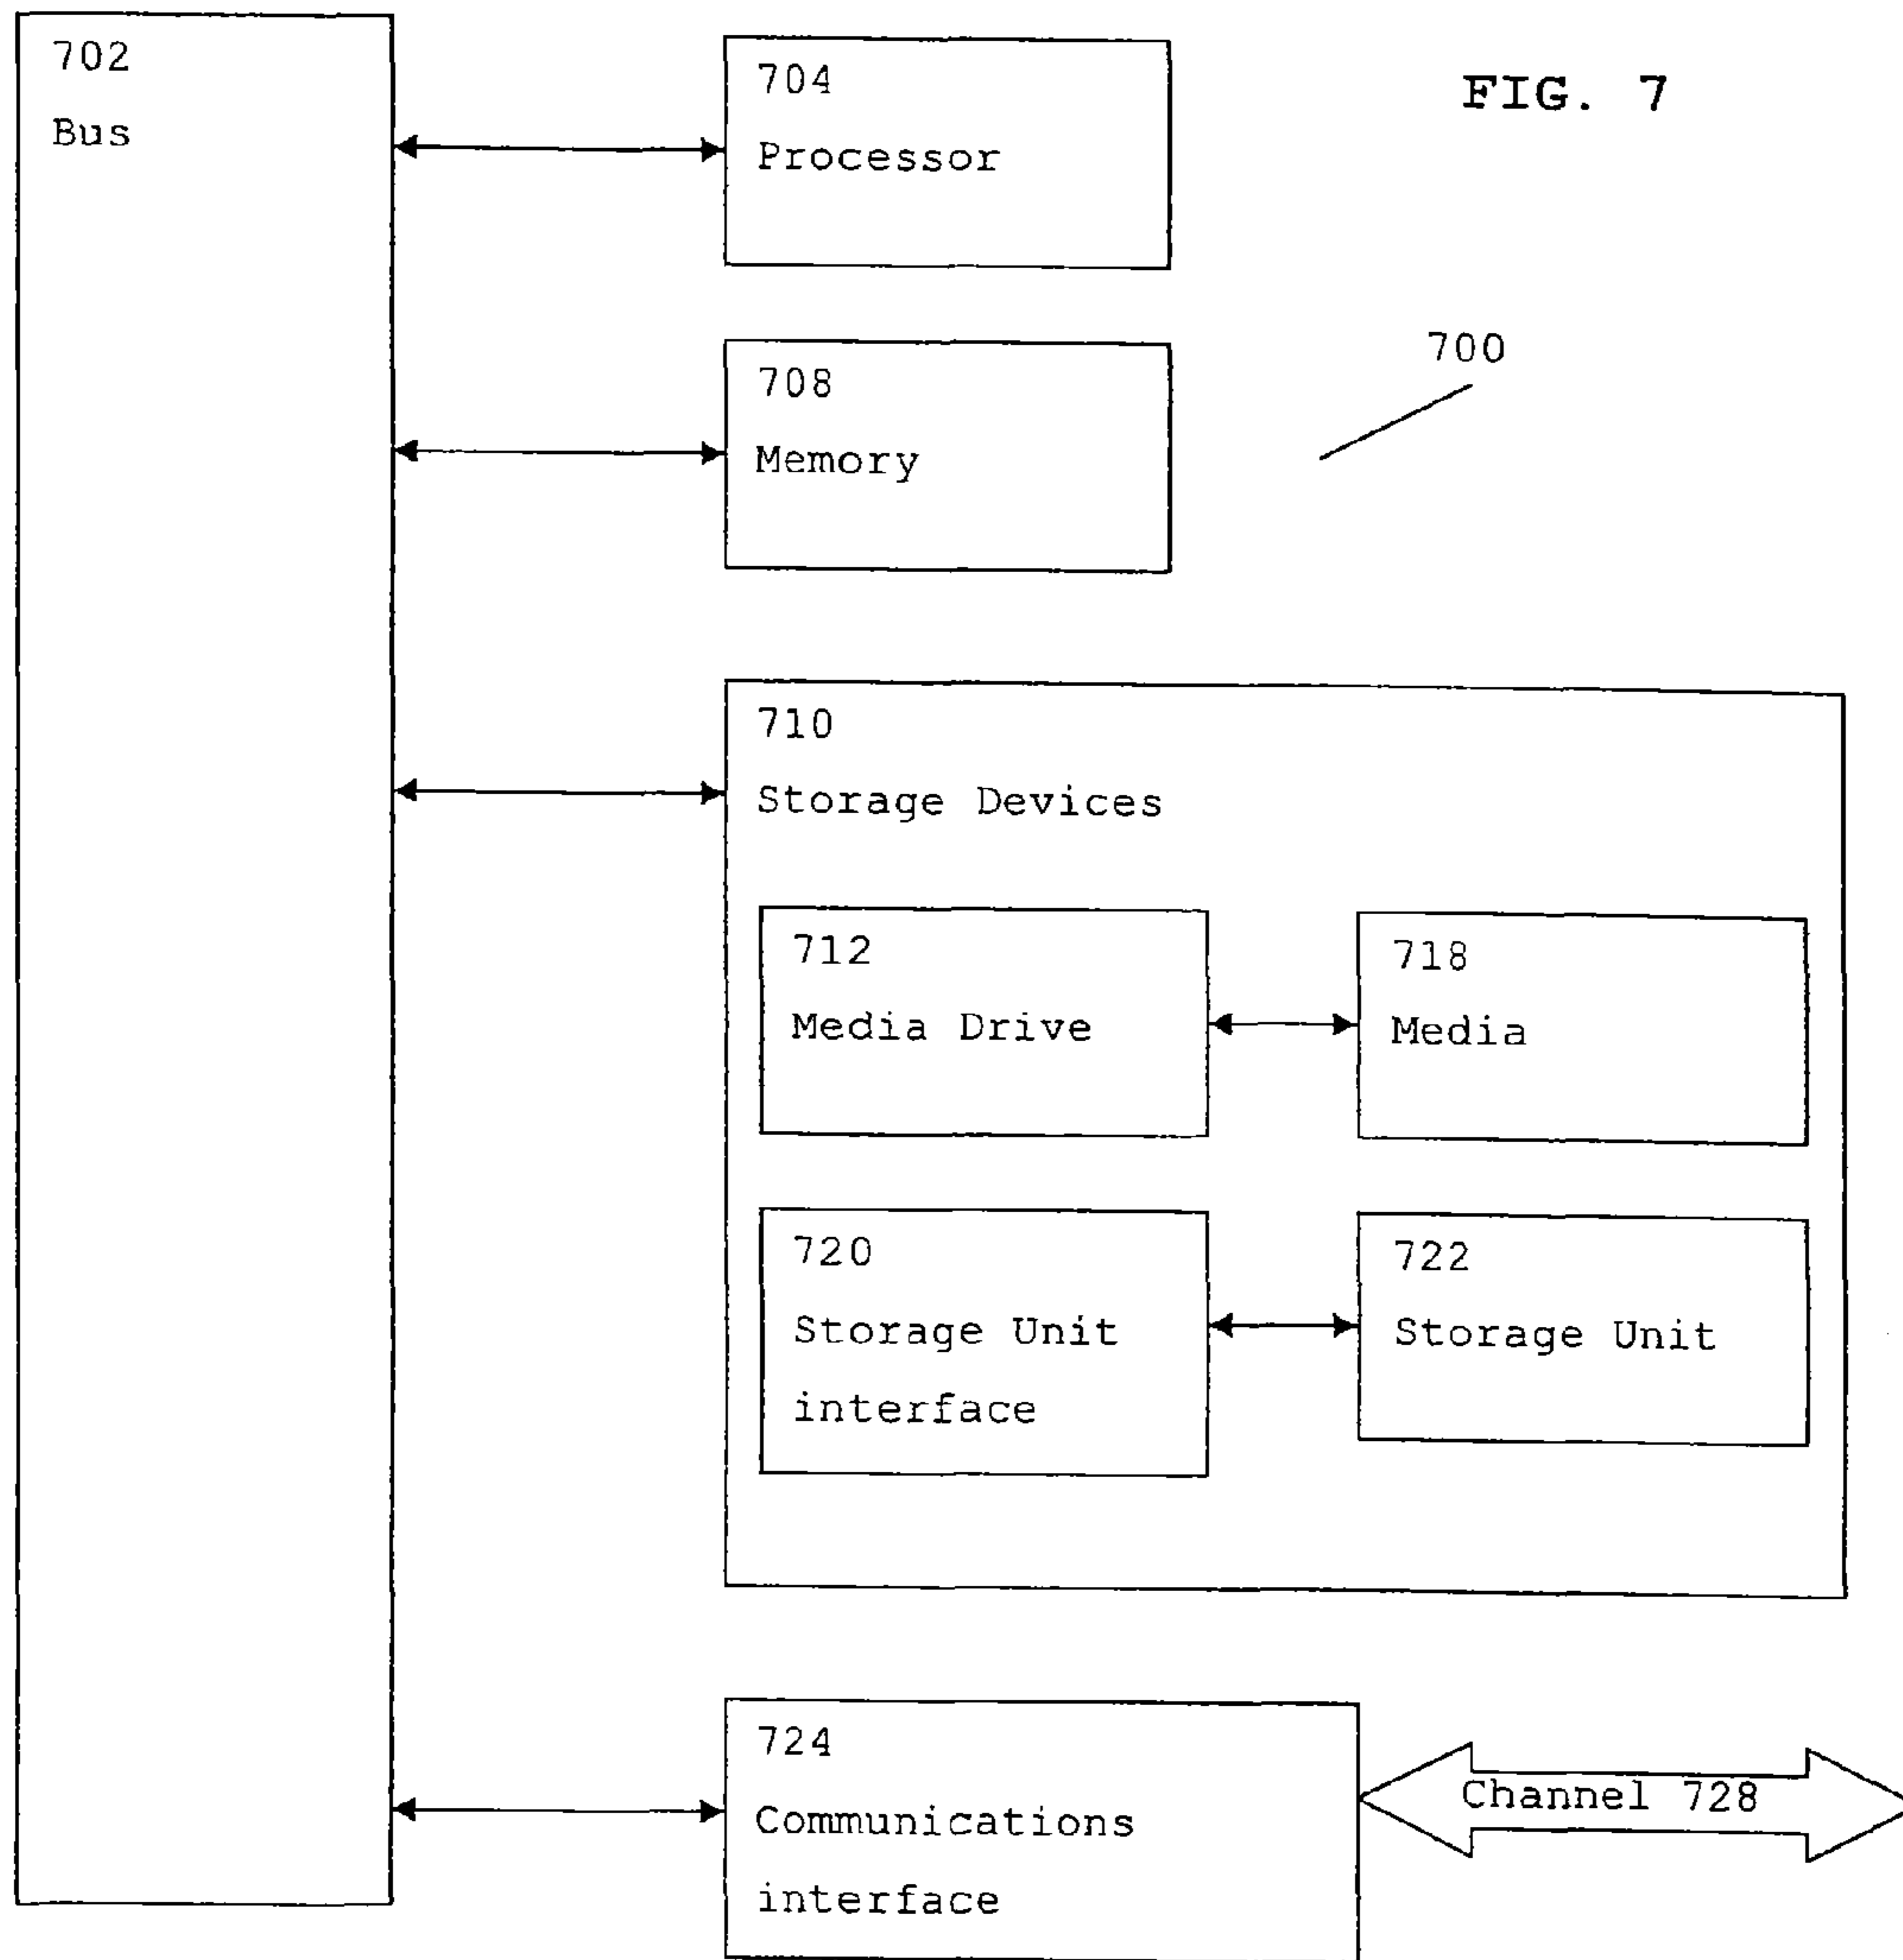 702
Bus
704
Processor
FIG. 7
700
708
Memory
710
Storage Devices
712
Media Drive
718
Media
720
Storage Unit
interface
722
Storage Unit
724
Communications
interface
Channel 728